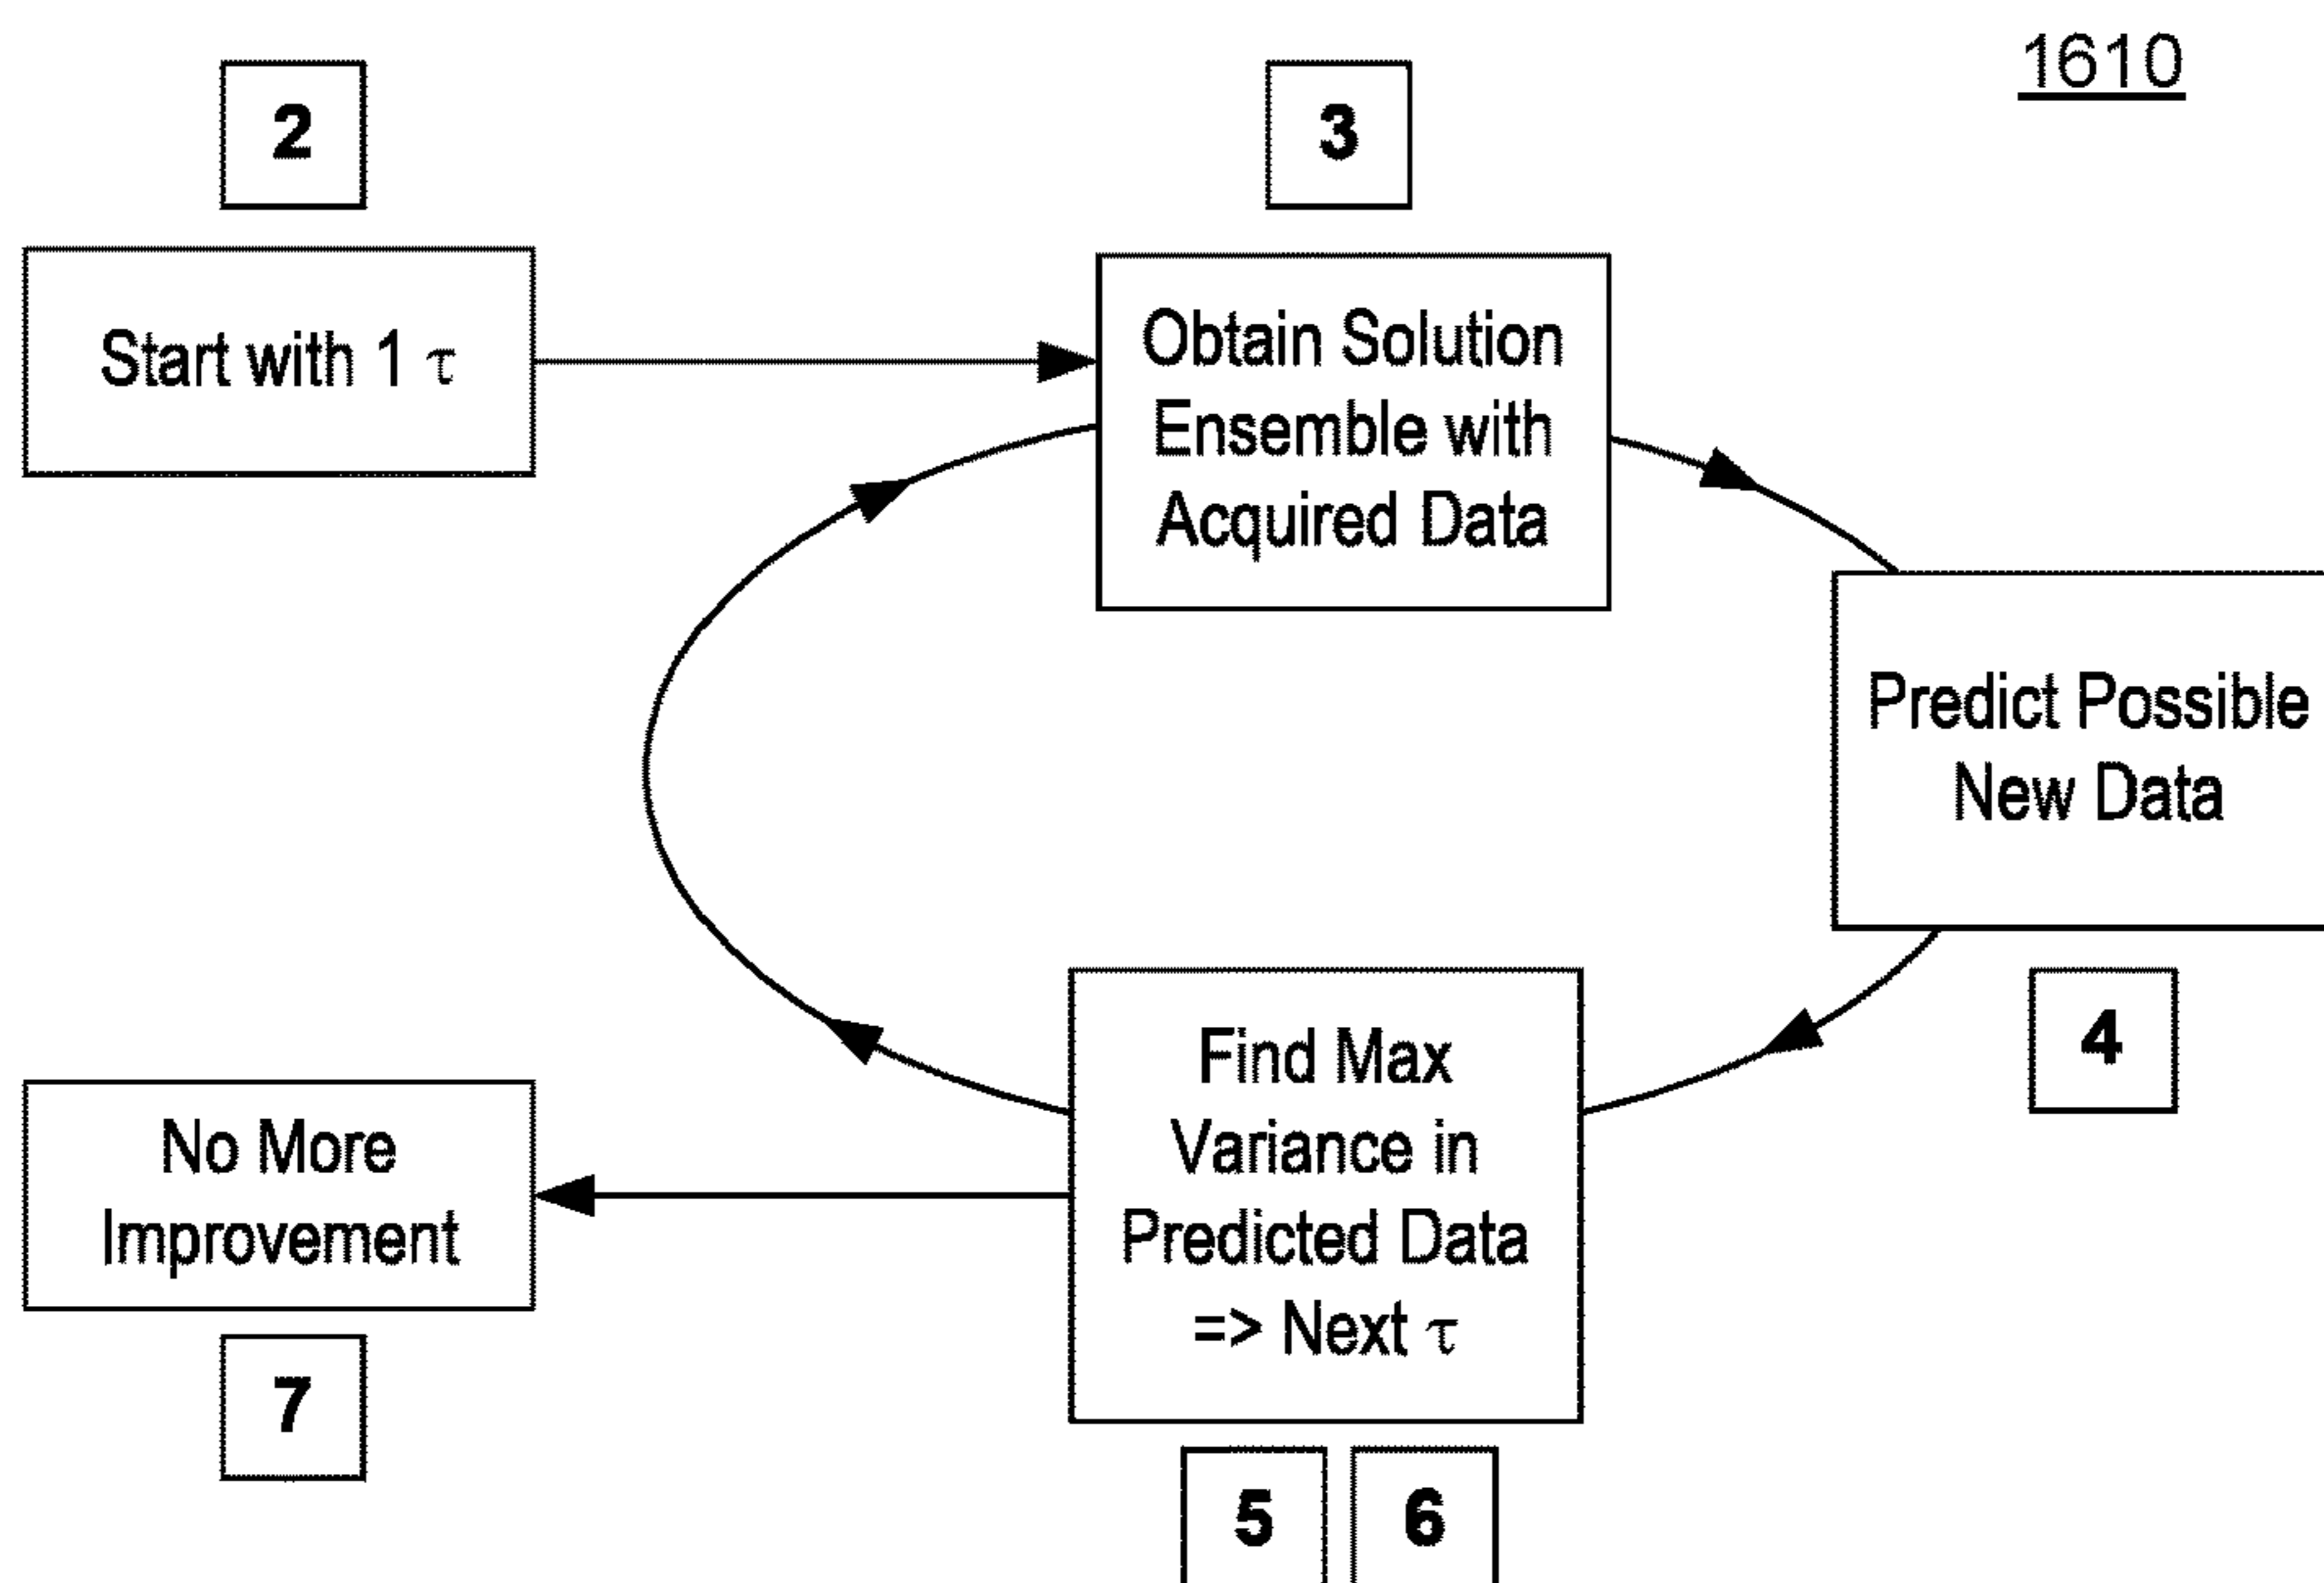 1610
2
Start with 1 τ
3
Obtain Solution
Ensemble with
Acquired Data
Predict Possible
New Data
4
Find Max
Variance in
Predicted Data
=> Next τ
5 6
No More
Improvement
7